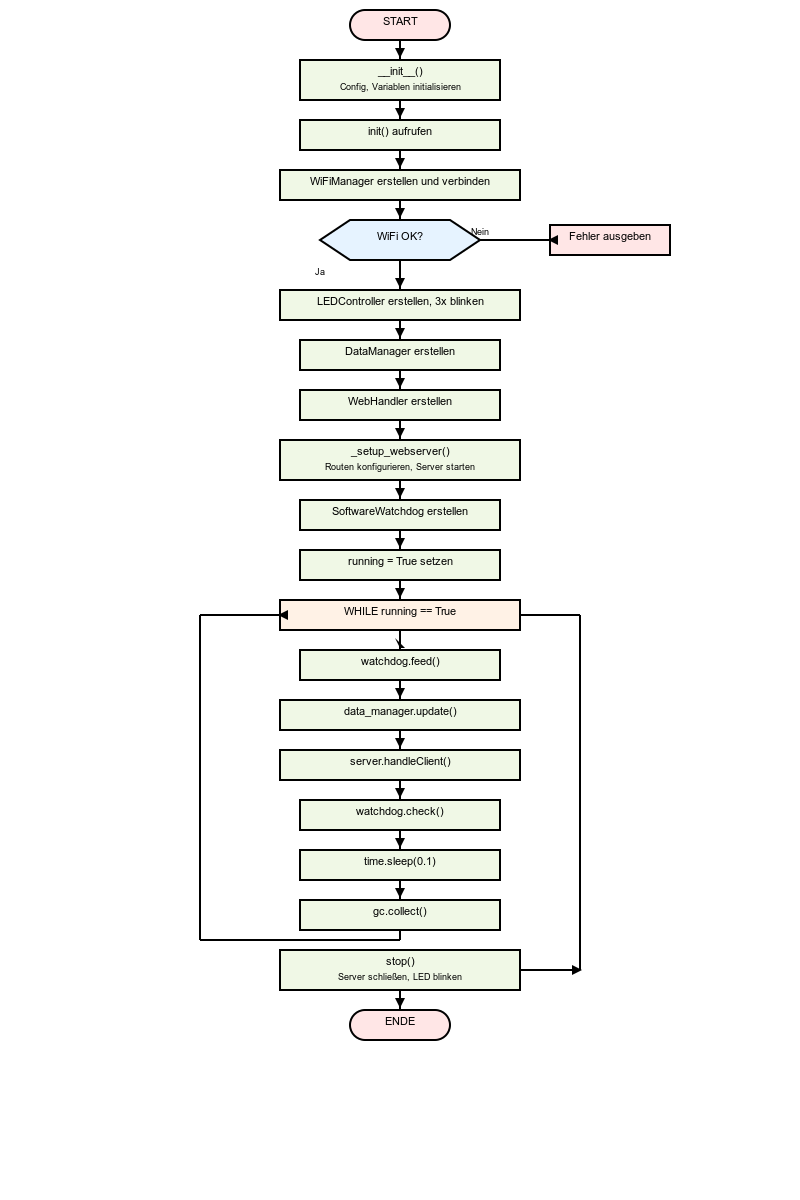 START
__init__()
Config, Variablen initialisieren
init() aufrufen
WiFiManager erstellen und verbinden
WiFi OK?
Nein
Fehler ausgeben
Ja
LEDController erstellen, 3x blinken
DataManager erstellen
WebHandler erstellen
_setup_webserver()
Routen konfigurieren, Server starten
SoftwareWatchdog erstellen
running = True setzen
WHILE running == True
watchdog.feed()
data_manager.update()
server.handleClient()
watchdog.check()
time.sleep(0.1)
gc.collect()
stop()
Server schließen, LED blinken
ENDE